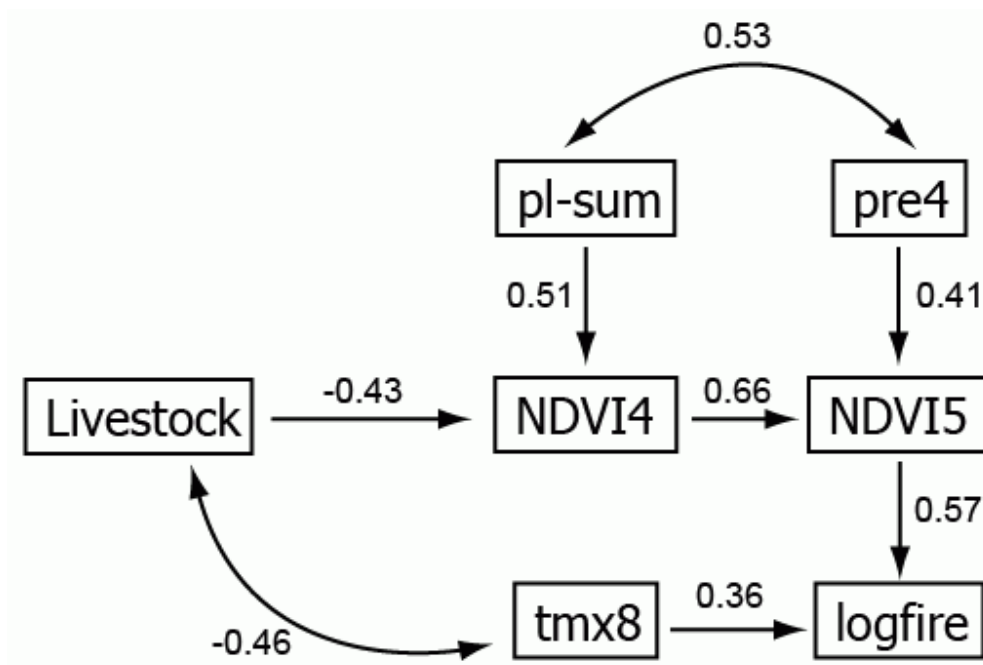 0.53
pl-sum
pre4
0.51
0.41
Livestock
-0.43
NDVI4
0.66
NDVI5
0.57
-0.46
tmx8
0.36
logfire